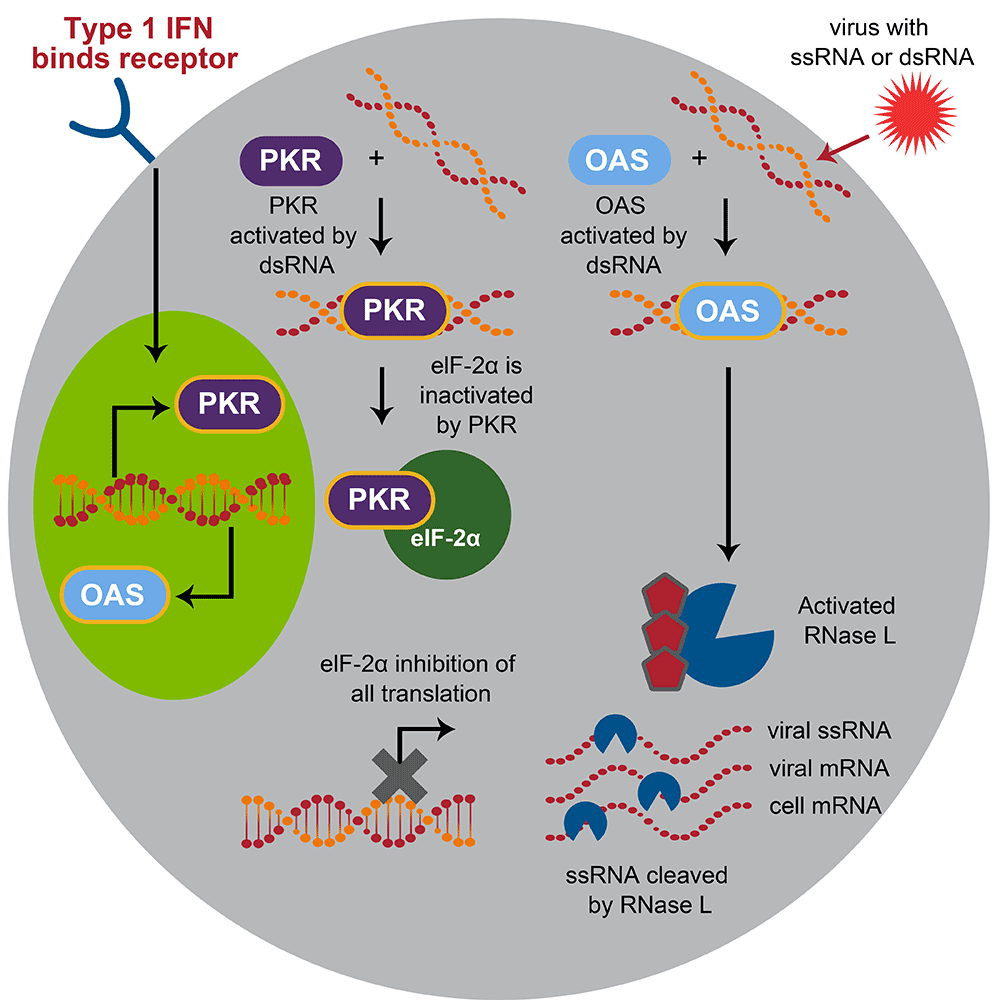 Type 1 IFN
binds receptor
virus with
ssRNA or dsRNA
PKR
+
PKR
activated by
dsRNA
PKR
eIF-2α is
inactivated
by PKR
PKR
eIF-2α
eIF-2α inhibition of
all translation
OAS
+
OAS
activated by
dsRNA
OAS
Activated
RNase L
viral ssRNA
viral mRNA
cell mRNA
ssRNA cleaved
by RNase L
PKR
OAS